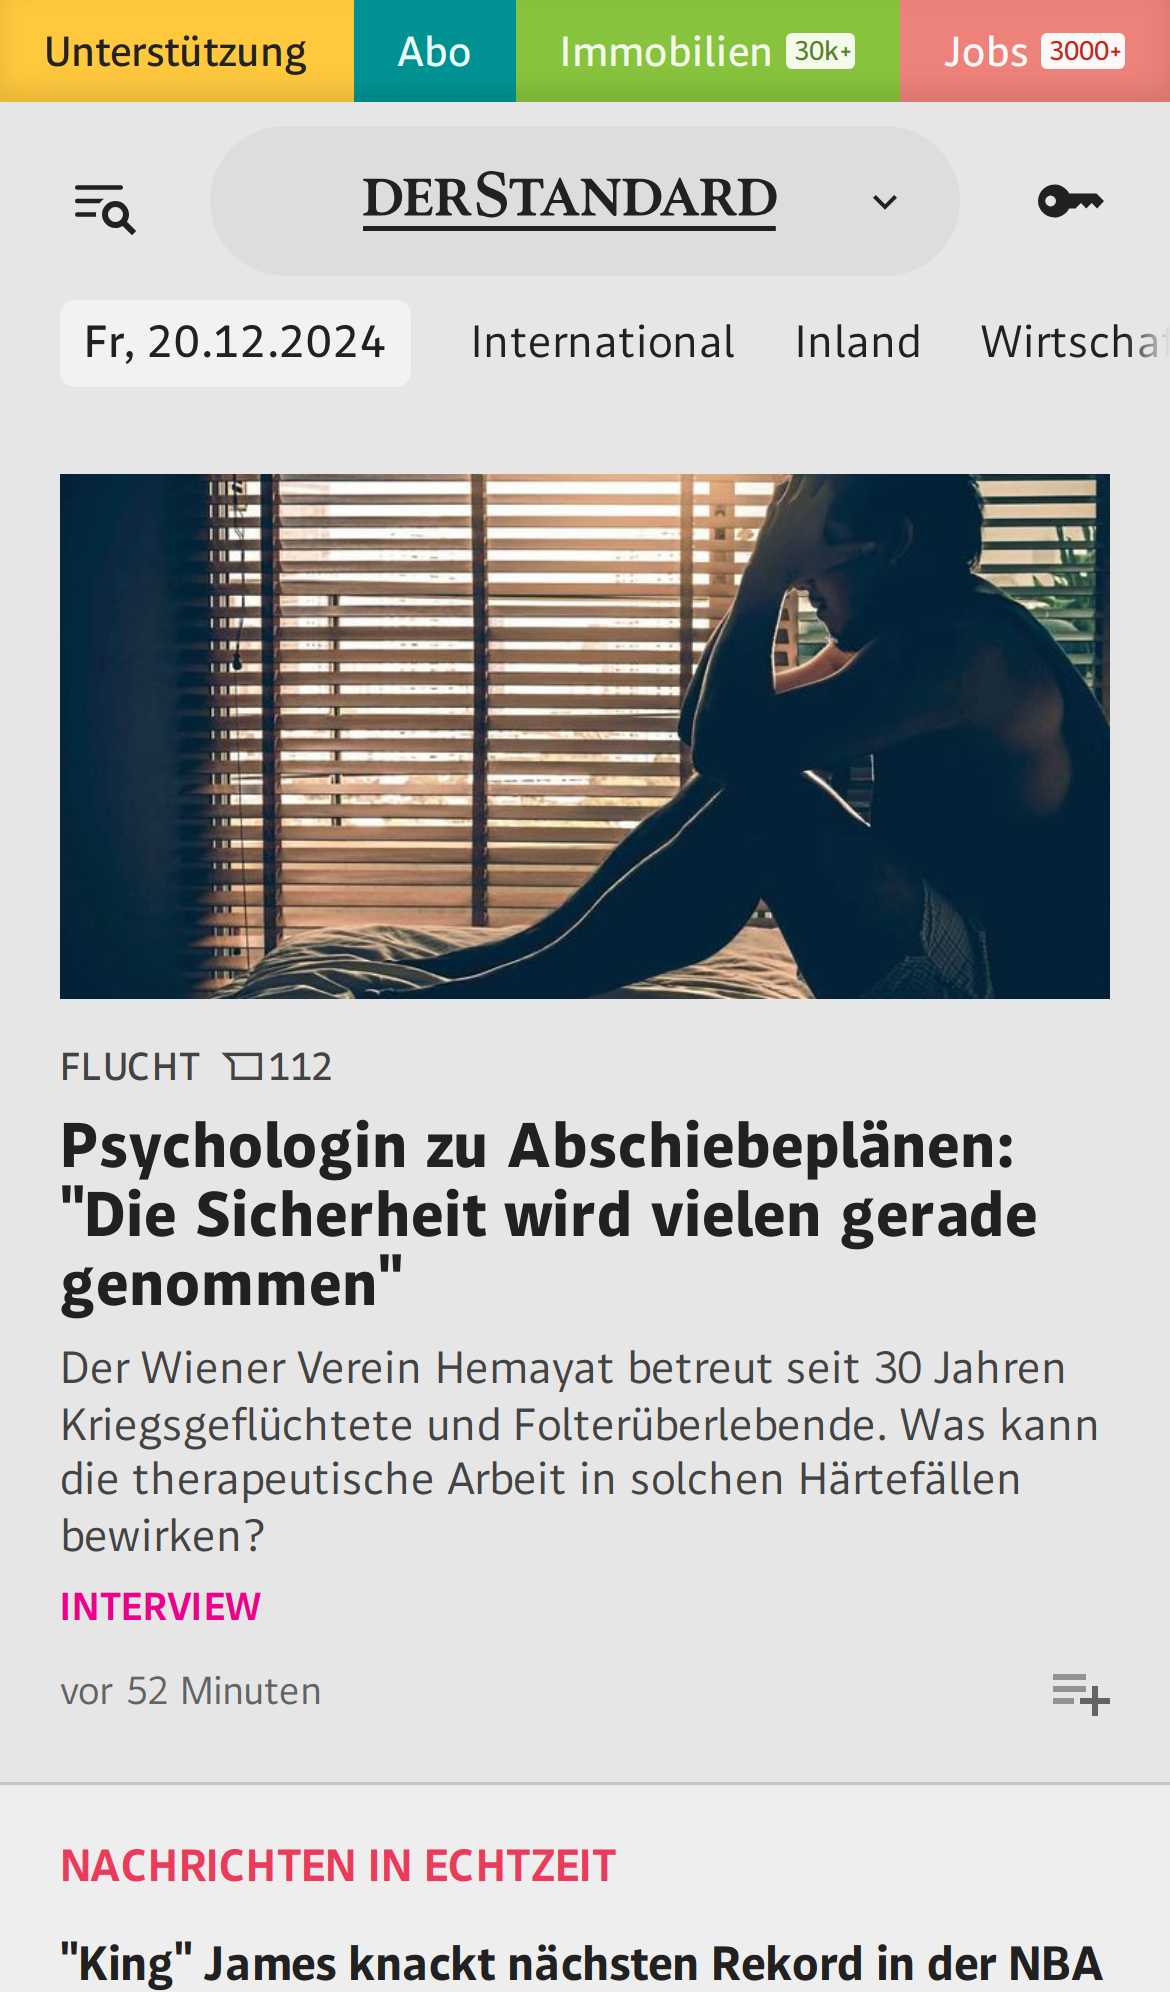 Unterstützung Abo Immobilien 30k+ Jobs 3000+
DERSTANDARD
Fr, 20.12.2024 International Inland Wirtscha
FLUCHT 112
Psychologin zu Abschiebeplänen:
"Die Sicherheit wird vielen gerade
genommen"
Der Wiener Verein Hemayat betreut seit 30 Jahren
Kriegsgeflüchtete und Folterüberlebende. Was kann
die therapeutische Arbeit in solchen Härtefällen
bewirken?
INTERVIEW
vor 52 Minuten
NACHRICHTEN IN ECHTZEIT
"King" James knackt nächsten Rekord in der NBA